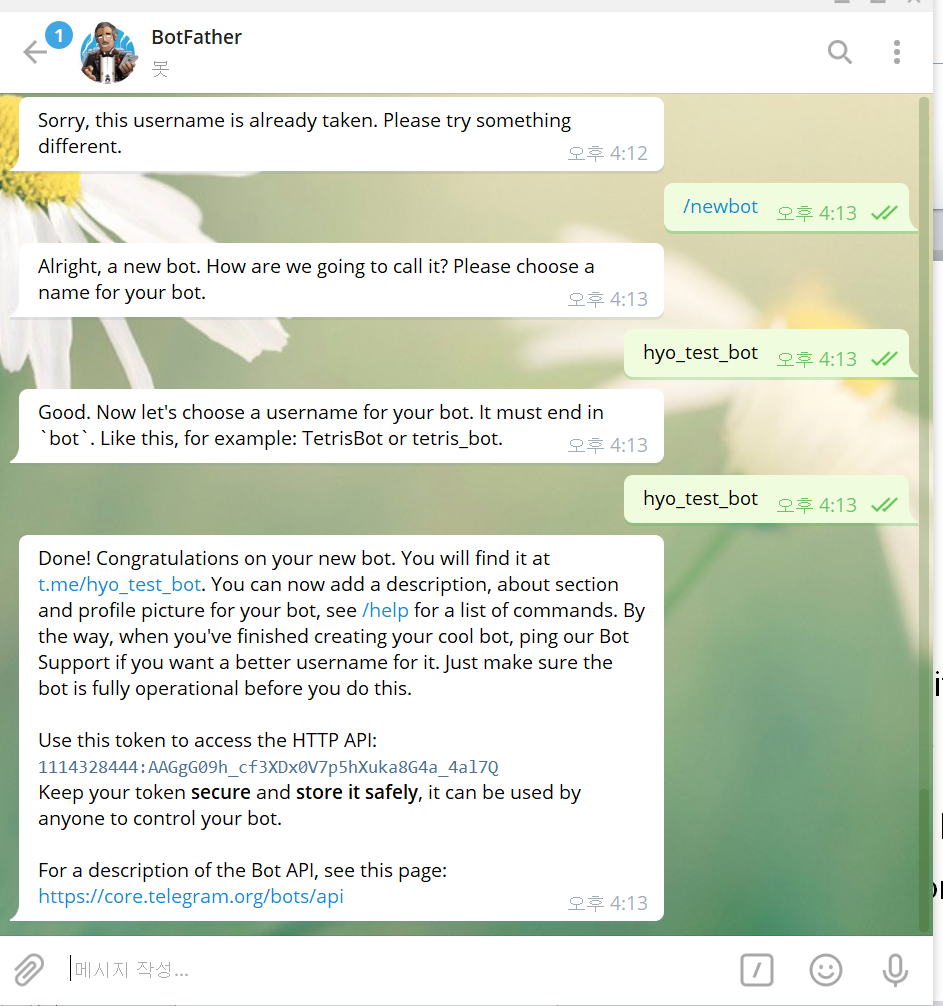 1
BotFather
봇
Sorry, this username is already taken. Please try something
different.
오후 4:12
/newbot
오후 4:13
Alright, a new bot. How are we going to call it? Please choose a
name for your bot.
오후 4:13
hyo_test_bot
오후 4:13
Good. Now let's choose a username for your bot. It must end in
`bot`. Like this, for example: TetrisBot or tetris_bot.
오후 4:13
hyo_test_bot
오후 4:13
Done! Congratulations on your new bot. You will find it at
t.me/hyo_test_bot. You can now add a description, about section
and profile picture for your bot, see /help for a list of commands. By
the way, when you've finished creating your cool bot, ping our Bot
Support if you want a better username for it. Just make sure the
bot is fully operational before you do this.
Use this token to access the HTTP API:
1114328444:AAGgG09h_cf3XDx0V7p5hXuka8G4a_4al7Q
Keep your token secure and store it safely, it can be used by
anyone to control your bot.
For a description of the Bot API, see this page:
https://core.telegram.org/bots/api
오후 4:13
메시지 작성...